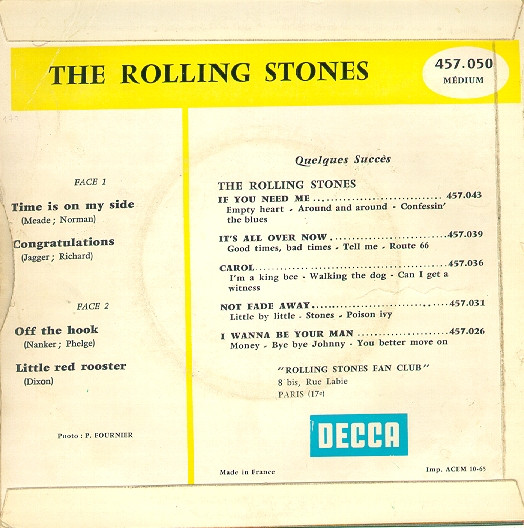 THE ROLLING STONES
457.050
MÉDIUM
FACE 1
Time is on my side
(Meade ; Norman)
Congratulations
(Jagger ; Richard)
FACE 2
Off the hook
(Nanker ; Phelge)
Little red rooster
(Dixon)
Photo : P. FOURNIER
Quelques Succès
THE ROLLING STONES
IF YOU NEED ME .............................. 457.043
Empty heart - Around and around - Confessin'
the blues
IT'S ALL OVER NOW .........................457.039
Good times, bad times - Tell me - Route 66
CAROL..........................................457.036
I'm a king bee - Walking the dog - Can I get a
witness
NOT FADE AWAY..............................457.031
Little by little - Stones - Poison ivy
I WANNA BE YOUR MAN ....................457.026
Money - Bye bye Johnny - You better move on
"ROLLING STONES FAN CLUB"
8 bis, Rue Labie
PARIS (17e)
DECCA
Made in France
Imp. ACEM 10-65